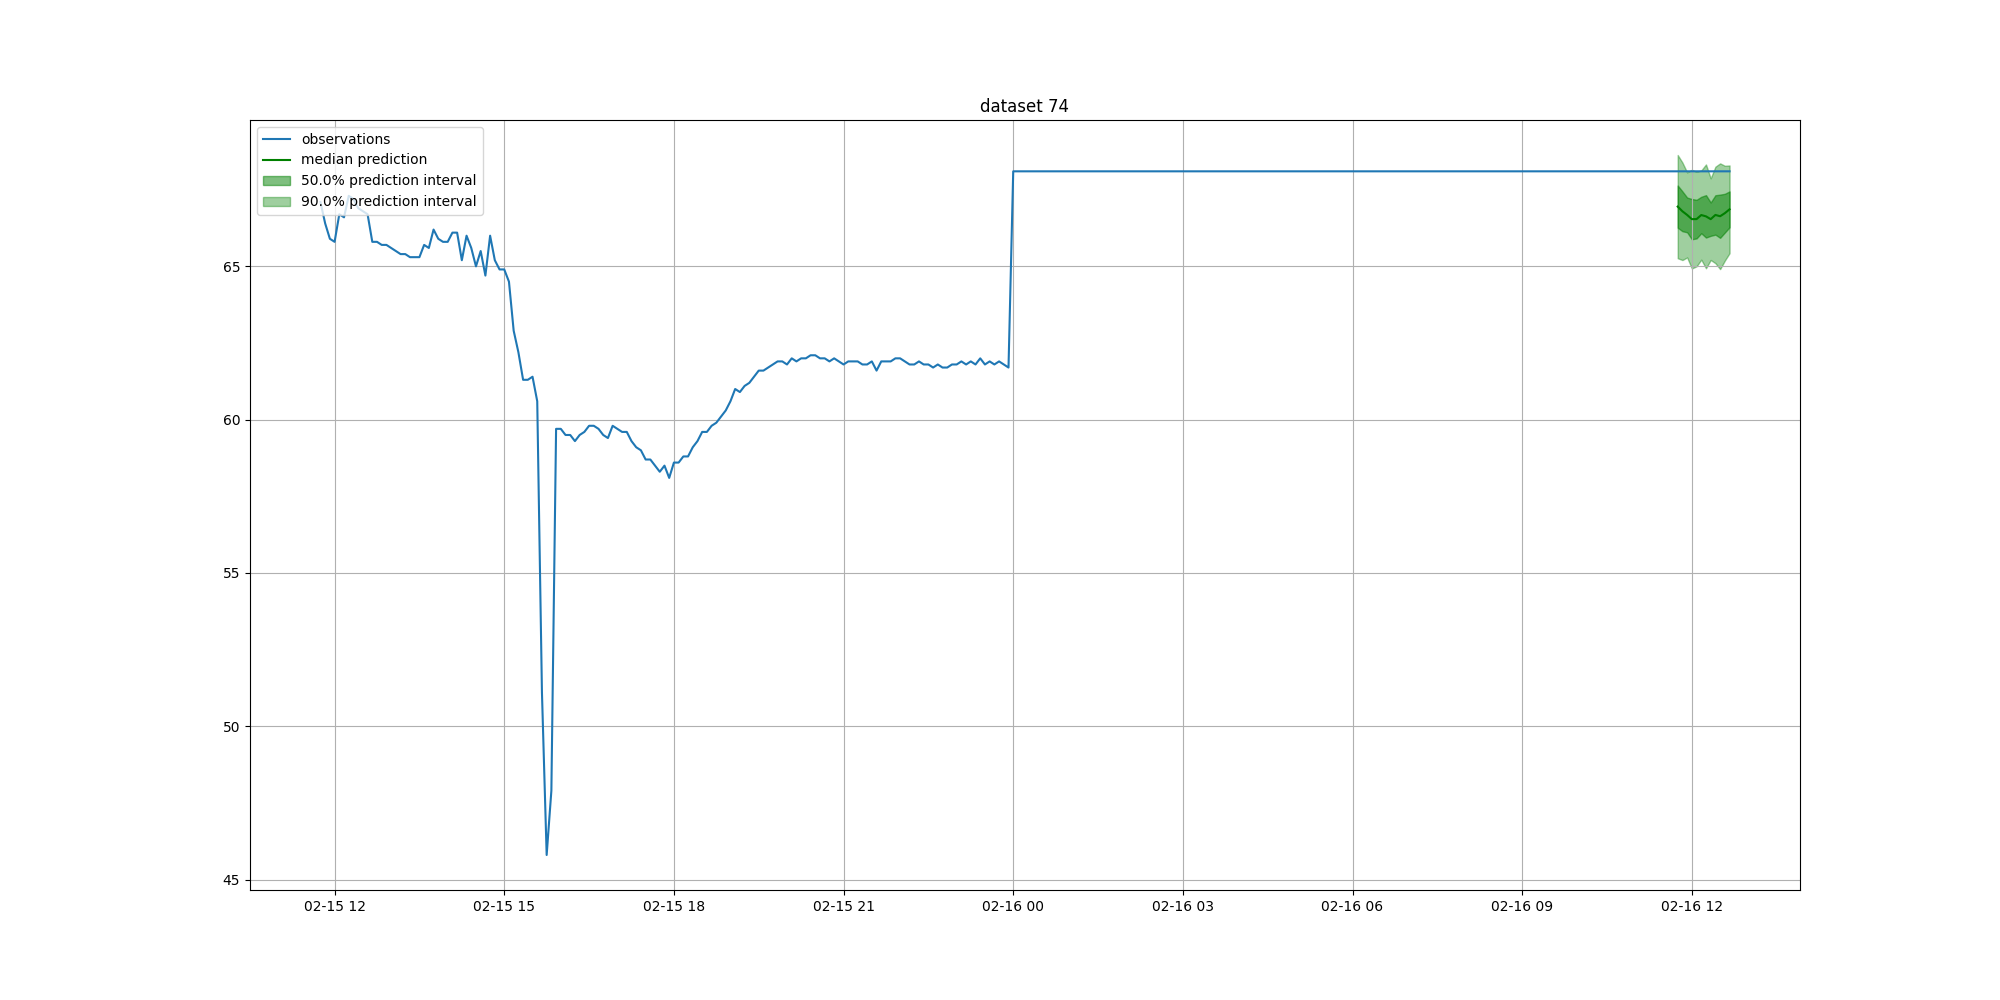 dataset 74
observations
median prediction
50.0% prediction interval
90.0% prediction interval
65
60
55
50
45
02-15 12 02-15 15 02-15 18 02-15 21 02-16 00 02-16 03 02-16 06 02-16 09 02-16 12